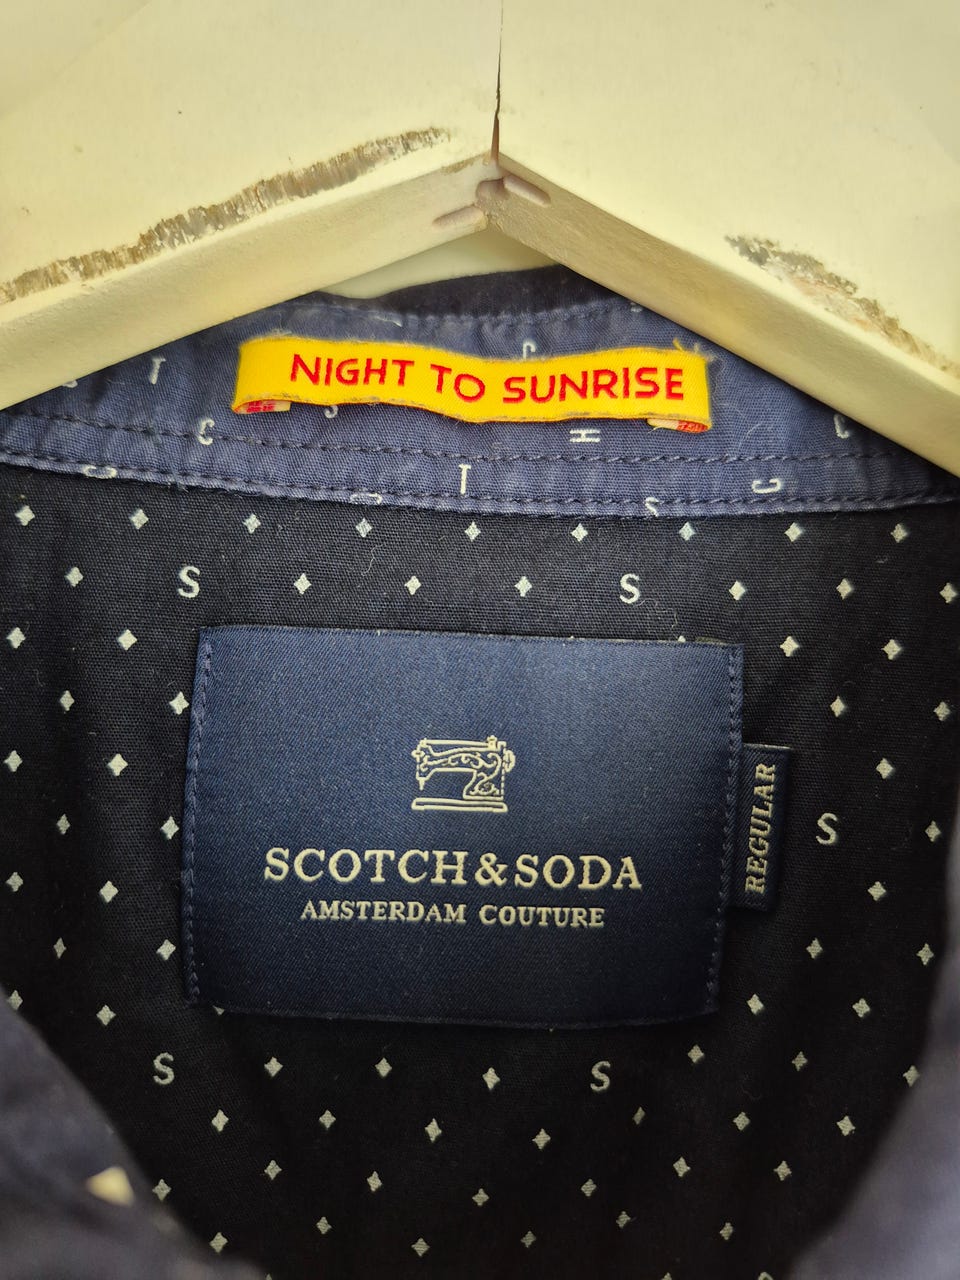 NIGHT TO SUNRISE
T
C
H
T
S
S
SCOTCH & SODA
AMSTERDAM COUTURE
REGULAR
S
S
S